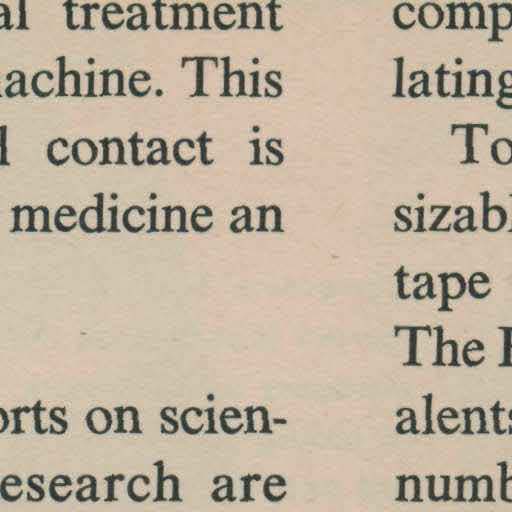 al treatment
machine. This
l contact is
medicine an
orts on scien-
esearch are
comp
lating
To
sizabl
tape
The
alents
numb